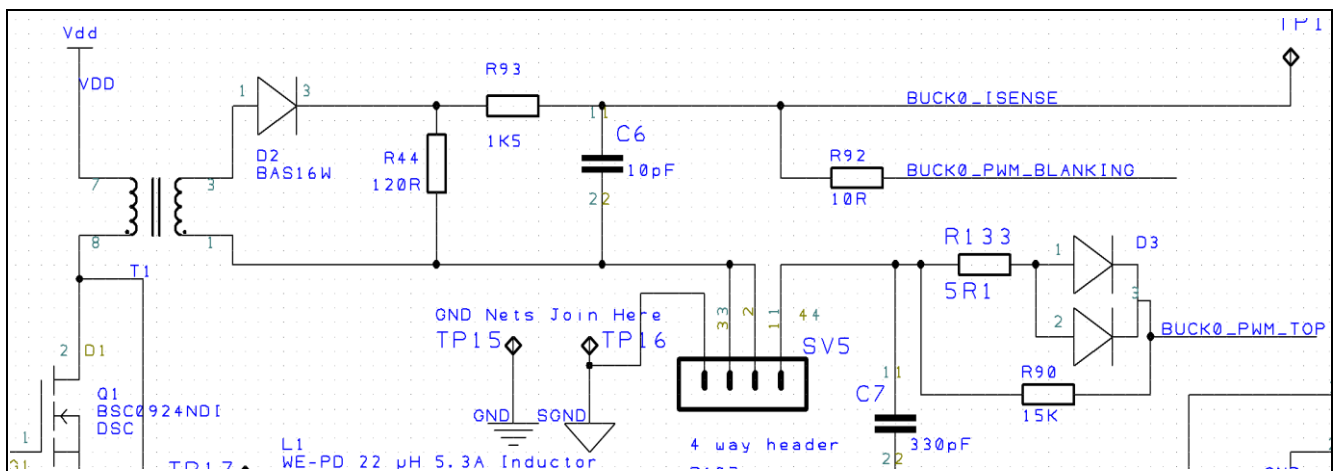 TP1
Vdd
VDD
R93
1
3
BUCK0_ISENSE
1 1
C6
1K5
D2
BAS16W
R44
120R
10pF
R92
BUCK0_PWM_BLANKING
7
3
2 2
10R
8
1
R133
1
D3
T1
5R1
3
GND Nets Join Here
TP15
TP16
3 3
2
1 1
4 4
2
BUCK0_PWM_TOP
SV5
2
D1
R90
1 1
C7
Q1
BSC0924NDI
DSC
GND
SGND
15K
1
L1
WE-PD 22 µH 5.3A Inductor
4 way header
330pF
2 2
G1
TP17